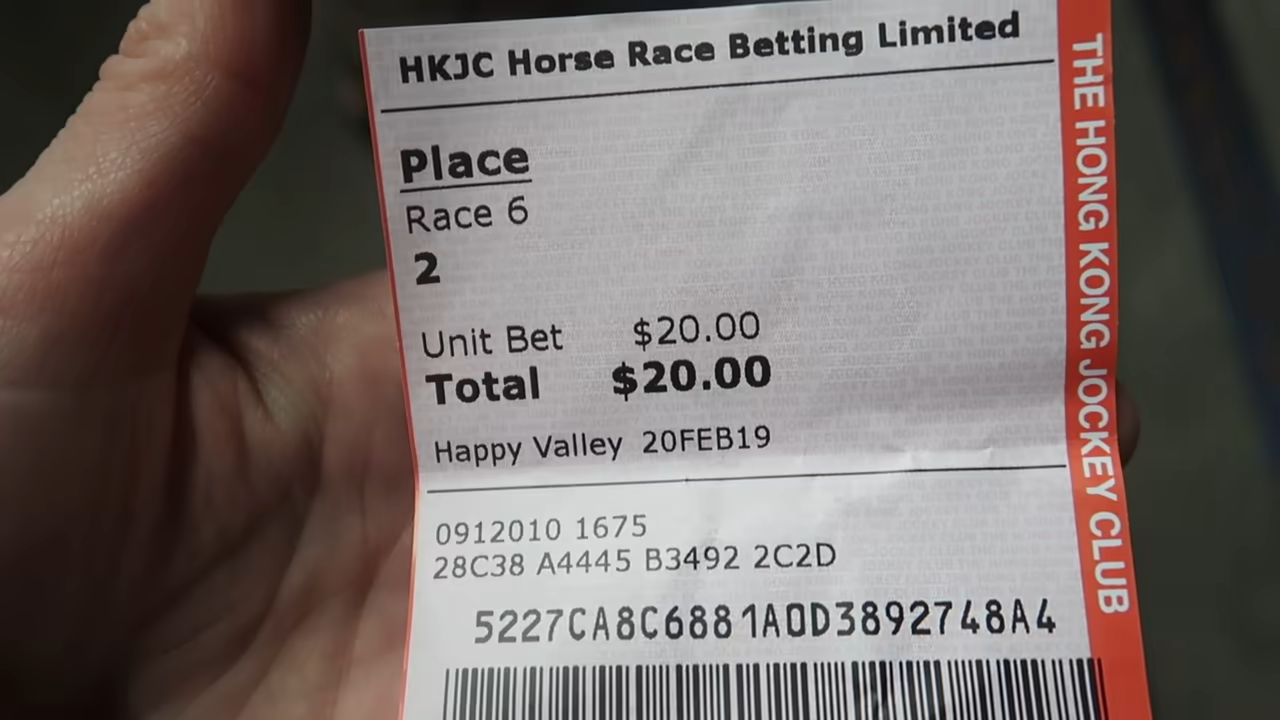 HKJC Horse Race Betting Limited
Place
Race 6
2
Unit Bet $20.00
Total $20.00
Happy Valley 20FEB19
0912010 1675
28C38 A4445 B3492 2C2D
5227CA8C6881A0D3892748A4
THE HONG KONG JOCKEY CLUB